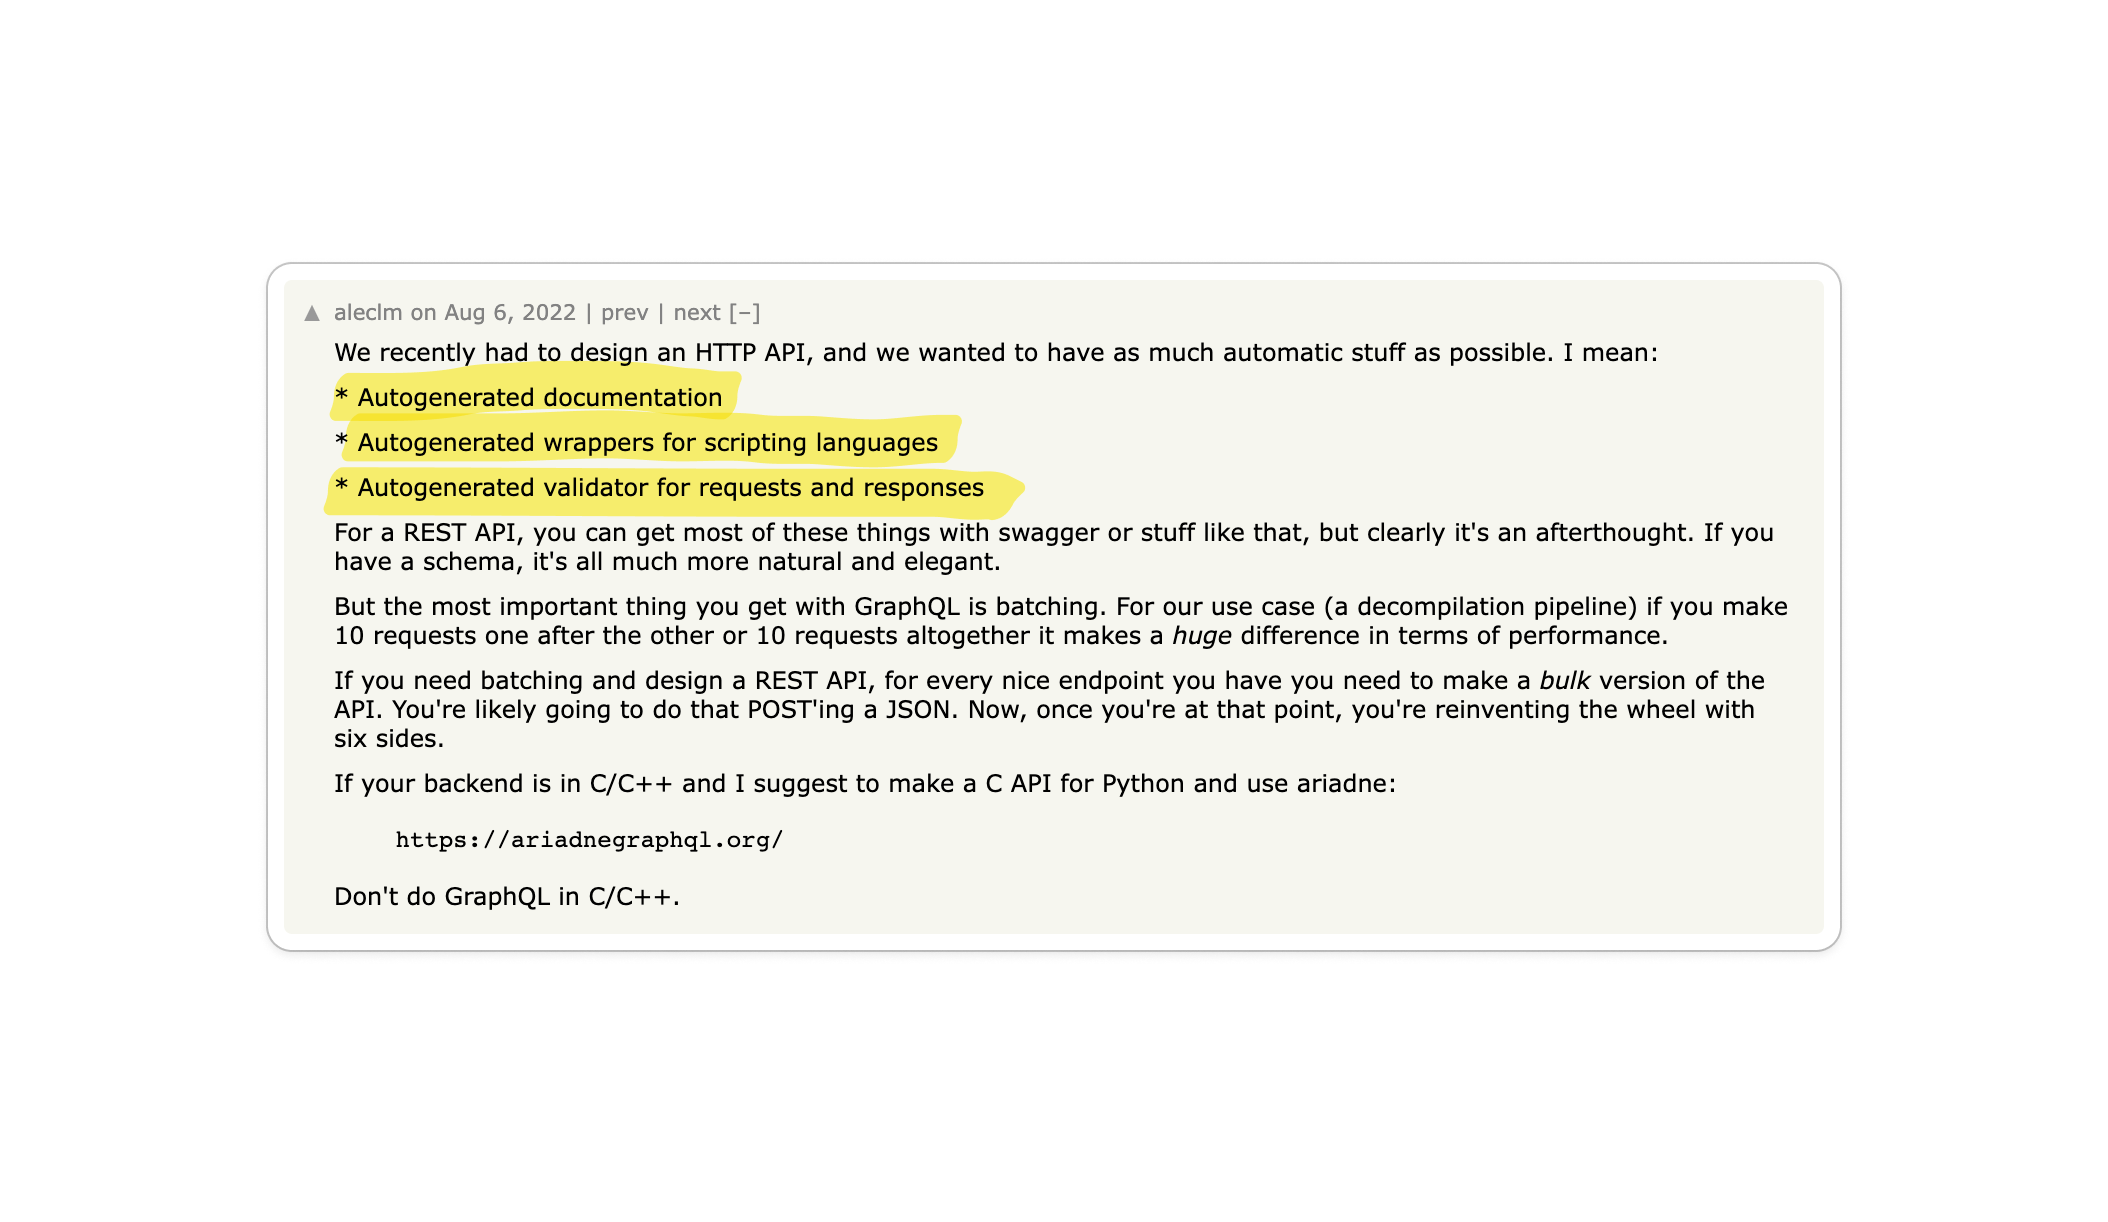 ▲ aleclm on Aug 6, 2022 | prev | next [–]
We recently had to design an HTTP API, and we wanted to have as much automatic stuff as possible. I mean:
* Autogenerated documentation
* Autogenerated wrappers for scripting languages
* Autogenerated validator for requests and responses
For a REST API, you can get most of these things with swagger or stuff like that, but clearly it's an afterthought. If you
have a schema, it's all much more natural and elegant.
But the most important thing you get with GraphQL is batching. For our use case (a decompilation pipeline) if you make
10 requests one after the other or 10 requests altogether it makes a huge difference in terms of performance.
If you need batching and design a REST API, for every nice endpoint you have you need to make a bulk version of the
API. You're likely going to do that POST'ing a JSON. Now, once you're at that point, you're reinventing the wheel with
six sides.
If your backend is in C/C++ and I suggest to make a C API for Python and use ariadne:
https://ariadnegraphql.org/
Don't do GraphQL in C/C++.